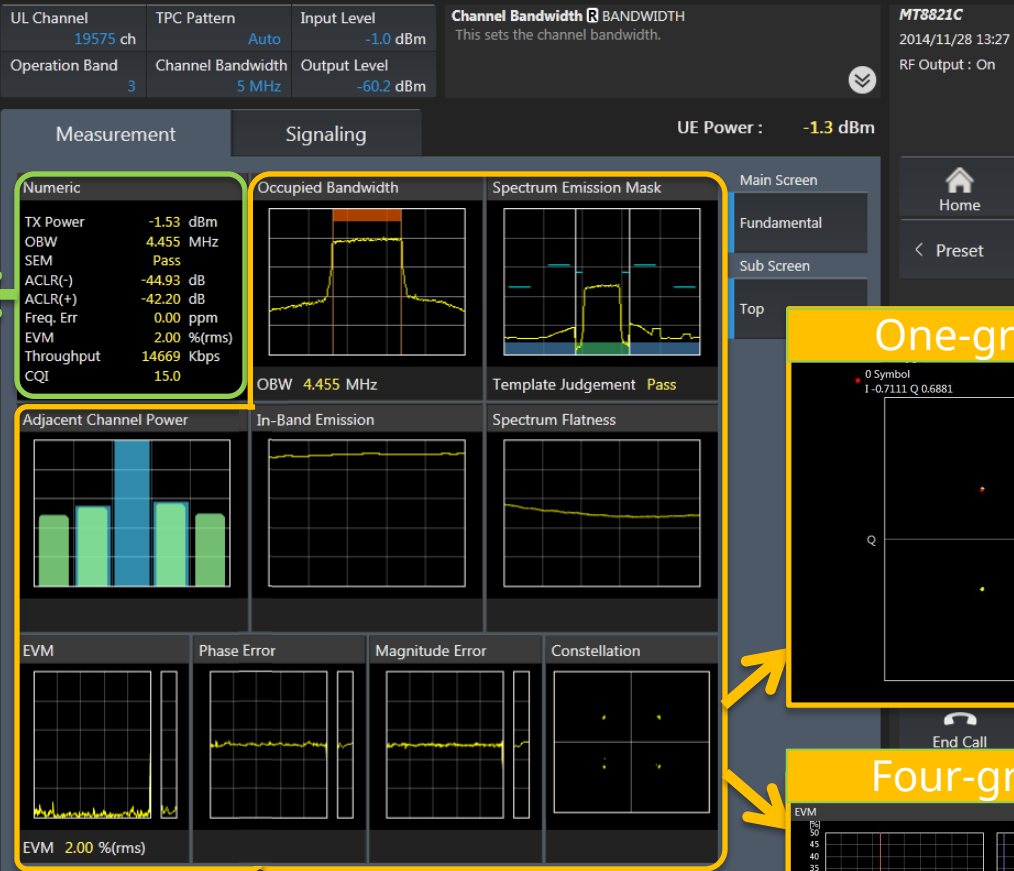 UL Channel
19575 ch
TPC Pattern
Auto
Input Level
-1.0 dBm
Operation Band
3
Channel Bandwidth
5 MHz
Output Level
-60.2 dBm
Channel Bandwidth R BANDWIDTH
This sets the channel bandwidth.
MT8821C
2014/11/28 13:27
RF Output : On
Measurement
Signaling
UE Power : -1.3 dBm
Numeric
TX Power -1.53 dBm
OBW 4.455 MHz
SEM Pass
ACLR(-) -44.93 dB
ACLR(+) -42.20 dB
Freq. Err 0.00 ppm
EVM 2.00 %(rms)
Throughput 14669 Kbps
CQI 15.0
Occupied Bandwidth
OBW 4.455 MHz
Spectrum Emission Mask
Template Judgement Pass
Main Screen
Fundamental
Sub Screen
Top
Home
< Preset
Adjacent Channel Power
In-Band Emission
Spectrum Flatness
One-gr
0 Symbol
I -0.7111 Q 0.6881
Q
EVM
EVM 2.00 %(rms)
Phase Error
Magnitude Error
Constellation
End Call
Four-gr
EVM
[%]
50
45
40
35